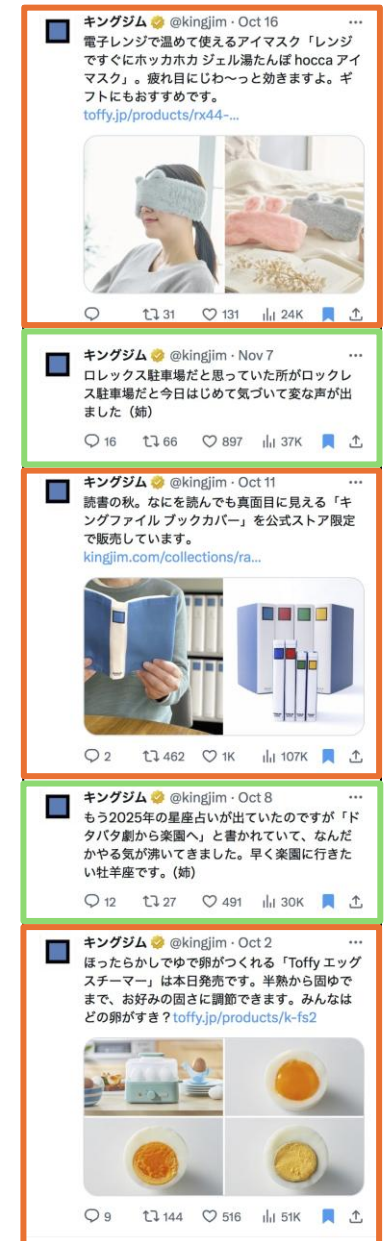 キングジム @kingjim · Oct 16
電子レンジで温めて使えるアイマスク「レンジ
ですぐにホッカホカ ジェル湯たんぽ hocca アイ
マスク」。疲れ目にじわ〜っと効きますよ。ギ
フトにもおすすめです。
toffy.jp/products/rx44-...
31 131 24K
キングジム @kingjim · Nov 7
ロレックス駐車場だと思っていた所がロックレ
ス駐車場だと今日はじめて気づいて変な声が出
ました（姉）
16 66 897 37K
キングジム @kingjim · Oct 11
読書の秋。なにを読んでも真面目に見える「キ
ングファイル ブックカバー」を公式ストア限定
で販売しています。
kingjim.com/collections/ra...
2 462 1K 107K
キングジム @kingjim · Oct 8
もう2025年の星座占いが出ていたのですが「ド
タバタ劇から楽園へ」と書かれていて、なんだ
かやる気が沸いてきました。早く楽園に行きた
い牡羊座です。(姉)
12 27 491 30K
キングジム @kingjim · Oct 2
ほったらかしでゆで卵がつくれる「Toffy エッグ
スチーマー」は本日発売です。半熟から固ゆで
まで、お好みの固さに調節できます。みんなは
どの卵がすき？toffy.jp/products/k-fs2
9 144 516 51K